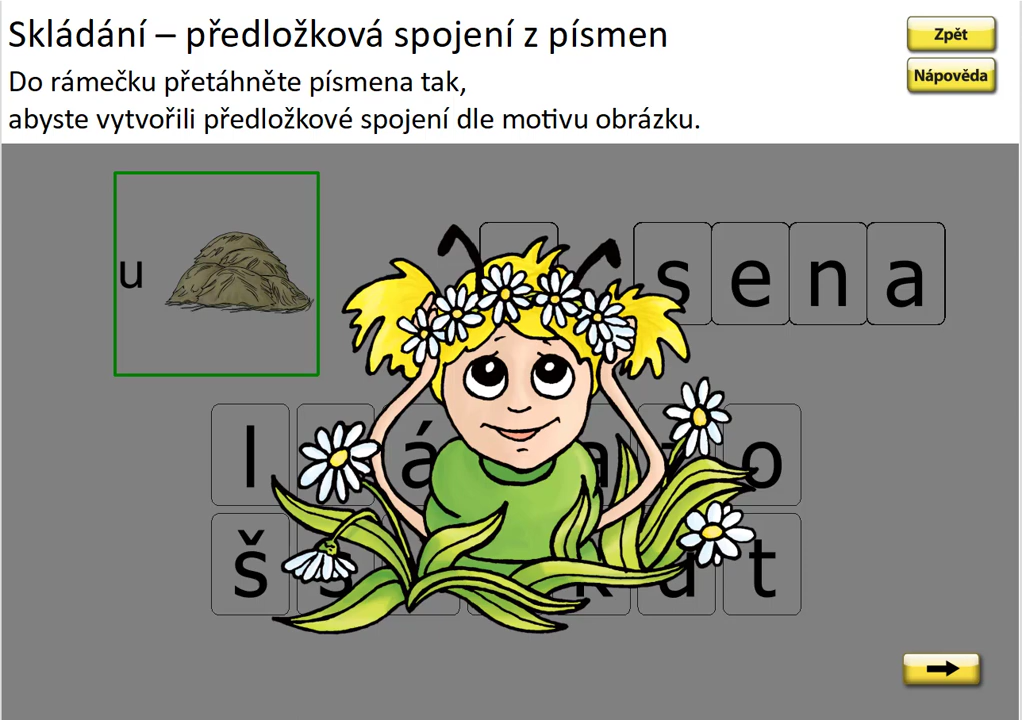 Skládání – předložková spojení z písmen
Zpět
Do rámečku přetáhněte písmena tak,
Nápověda
abyste vytvořili předložkové spojení dle motivu obrázku.
u
s e n a
l á a o
š s k u t